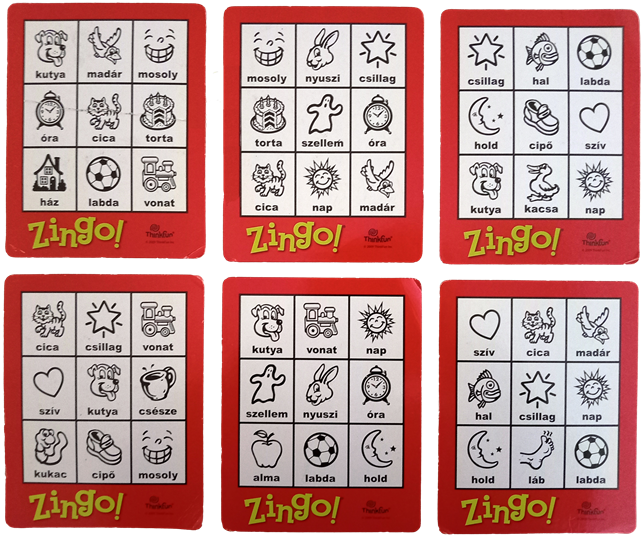 kutya madár mosoly
óra cica torta
ház labda vonat
Zingo! ThinkFun
mosoly nyuszi csillag
torta szellem óra
cica nap madár
Zingo! ThinkFun
csillag hal labda
hold cipő szív
kutya kacsa nap
Zingo! ThinkFun
cica csillag vonat
szív kutya csésze
kukac cipő mosoly
Zingo! ThinkFun
kutya vonat nap
szellem nyuszi óra
alma labda hold
Zingo! ThinkFun
szív cica madár
hal csillag nap
hold láb labda
Zingo! ThinkFun